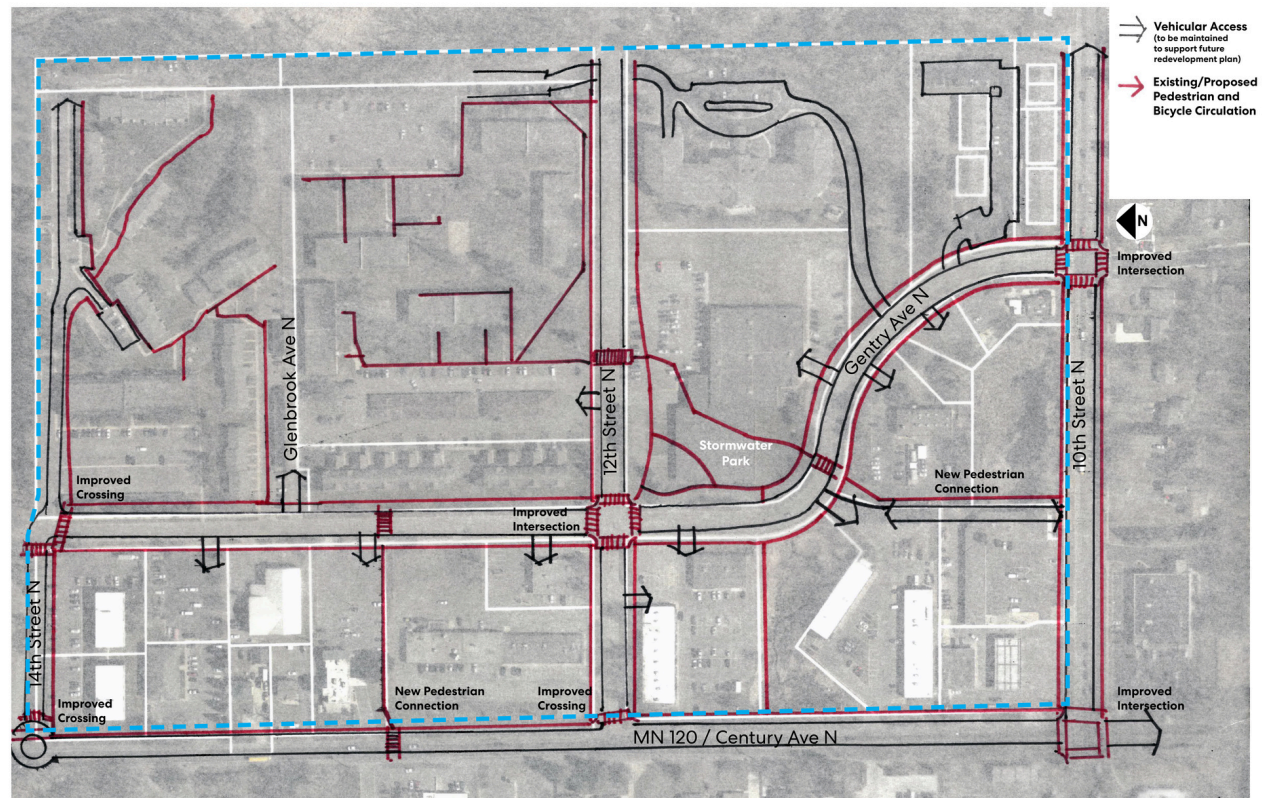 Vehicular Access
(to be maintained
to support future
redevelopment plan)
Existing/Proposed
Pedestrian and
Bicycle Circulation
N
Improved
Intersection
Gentry Ave N
Glenbrook Ave N
12th Street N
10th Street N
Stormwater
Park
Improved
Crossing
New Pedestrian
Connection
Improved
Intersection
14th Street N
Improved
Crossing
New Pedestrian
Connection
Improved
Crossing
Improved
Intersection
MN 120 / Century Ave N